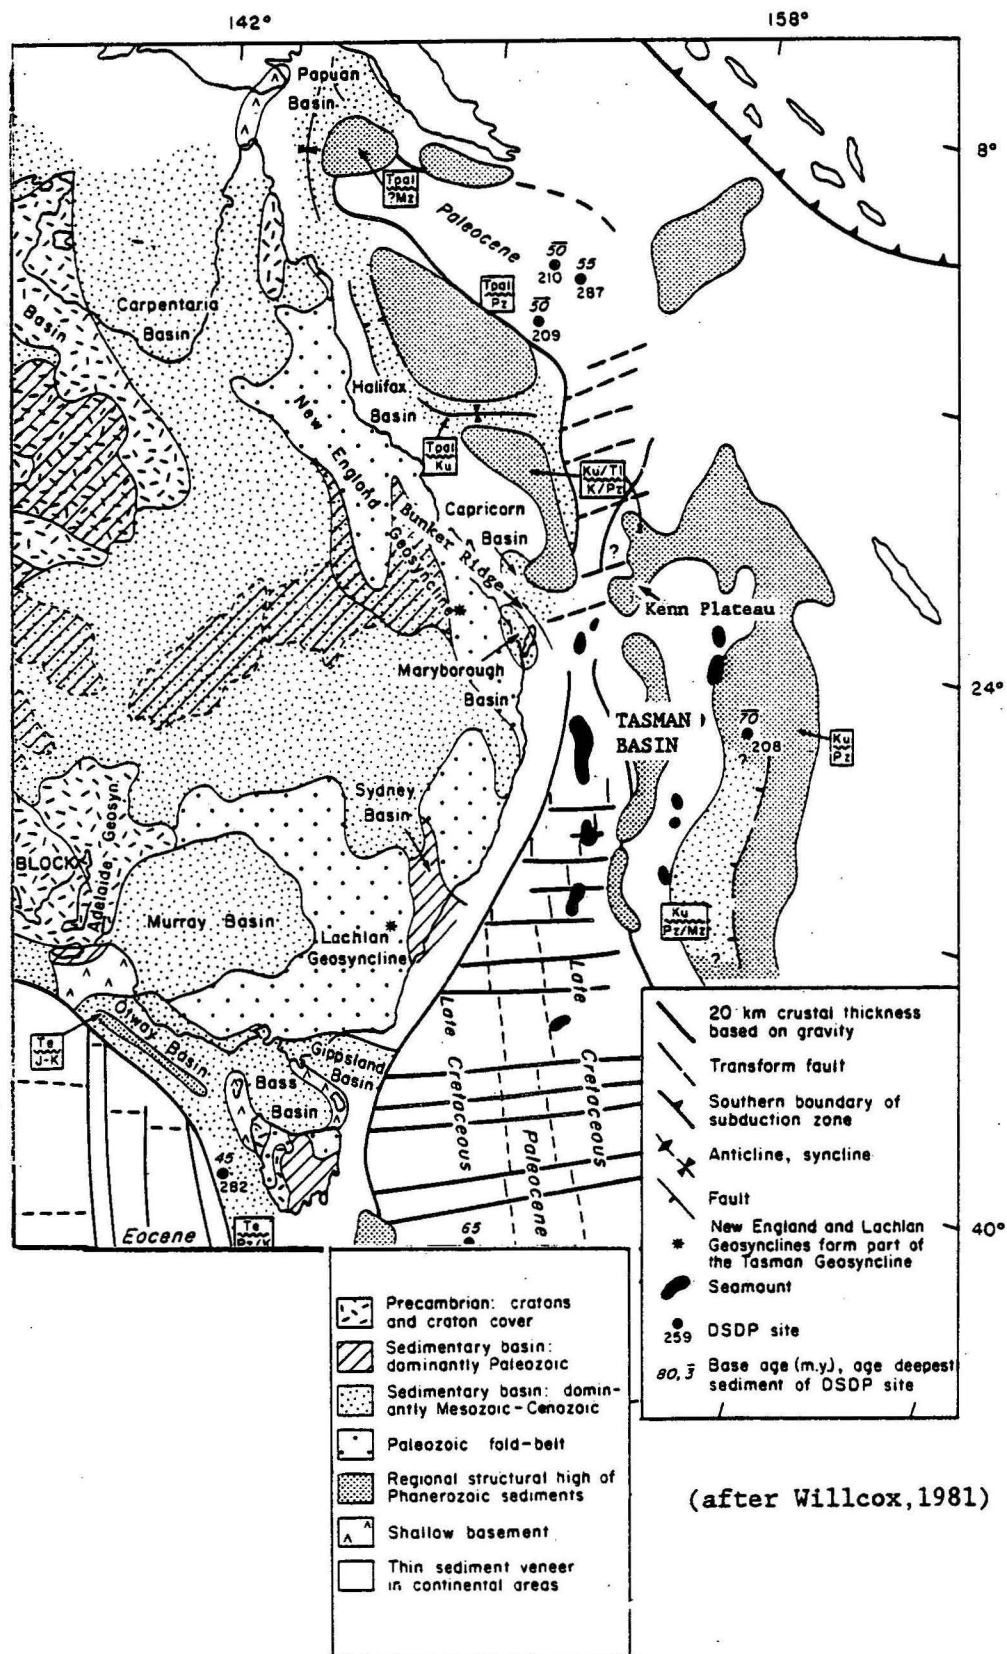 142°
158°
Papuan
Basin
8°
Tpal
?Mz
Paleocene
50
210
55
287
Tpal
Pz
50
209
Carpentaria
Basin
Basin
Halifax
Basin
New England
Geosyncline
Tpal
Ku
Ku/Tl
K/Pz
Capricorn
Basin
Bunker Ridge
?
Kenn Plateau
Maryborough
Basin
24°
TASMAN
BASIN
70
208
?
Ku
Pz
Sydney
Basin
Adelaide Geosyn.
BLOCK
Murray Basin
Lachlan
Geosyncline
Ku
Pz/Mz
?
Te
J-K
Otway Basin
Gippsland
Basin
Bass
Basin
Late Cretaceous
Paleocene
Late Cretaceous
45
282
Eocene
Te
Pz/K
65
40°
20 km crustal thickness
based on gravity
Transform fault
Southern boundary of
subduction zone
Anticline, syncline
Fault
New England and Lachlan
Geosynclines form part of
the Tasman Geosyncline
Seamount
259
DSDP site
80, 3
Base age (m.y.), age deepest
sediment of DSDP site
Precambrian: cratons
and craton cover
Sedimentary basin:
dominantly Paleozoic
Sedimentary basin: domin-
antly Mesozoic-Cenozoic
Paleozoic fold-belt
Regional structural high of
Phanerozoic sediments
Shallow basement
Thin sediment veneer
in continental areas
(after Willcox, 1981)